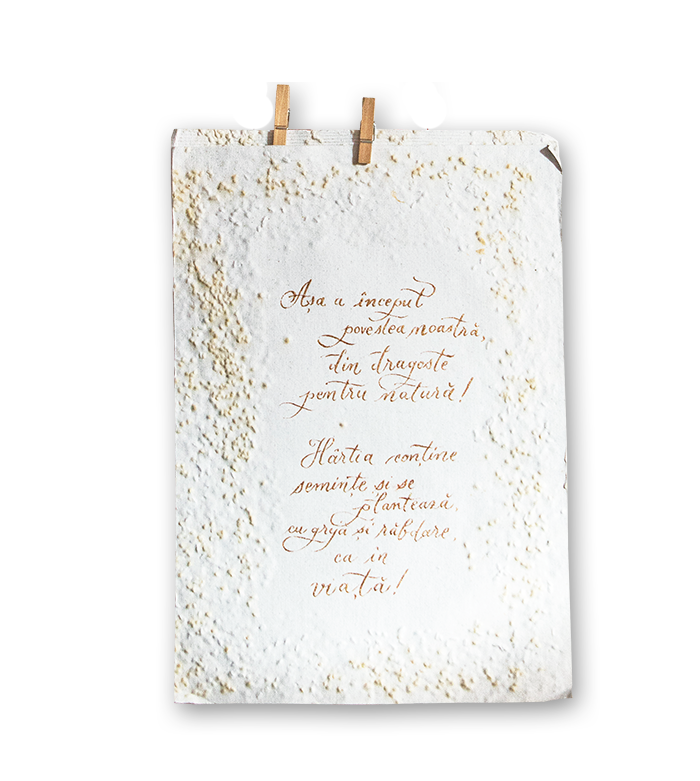 Așa a început
povestea noastră,
din dragoste
pentru natură!
Hârtia conține
semințe și se
plantează,
cu grijă și răbdare,
ca in
viață!